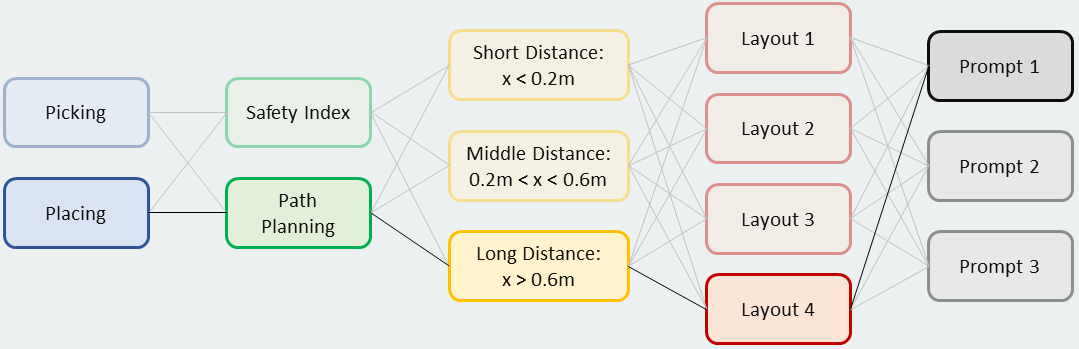 Picking
Placing
Safety Index
Path
Planning
Short Distance:
x < 0.2m
Middle Distance:
0.2m < x < 0.6m
Long Distance:
x > 0.6m
Layout 1
Layout 2
Layout 3
Layout 4
Prompt 1
Prompt 2
Prompt 3